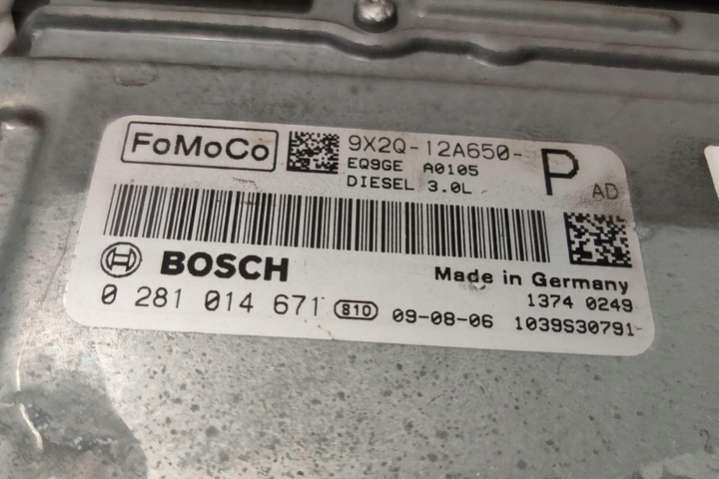 FoMoCo
9X2Q-12A650- P AD
EQ9GE A0105
DIESEL 3.0L
BOSCH
Made in Germany
1374 0249
0 281 014 671 S10 09-08-06 1039S30791